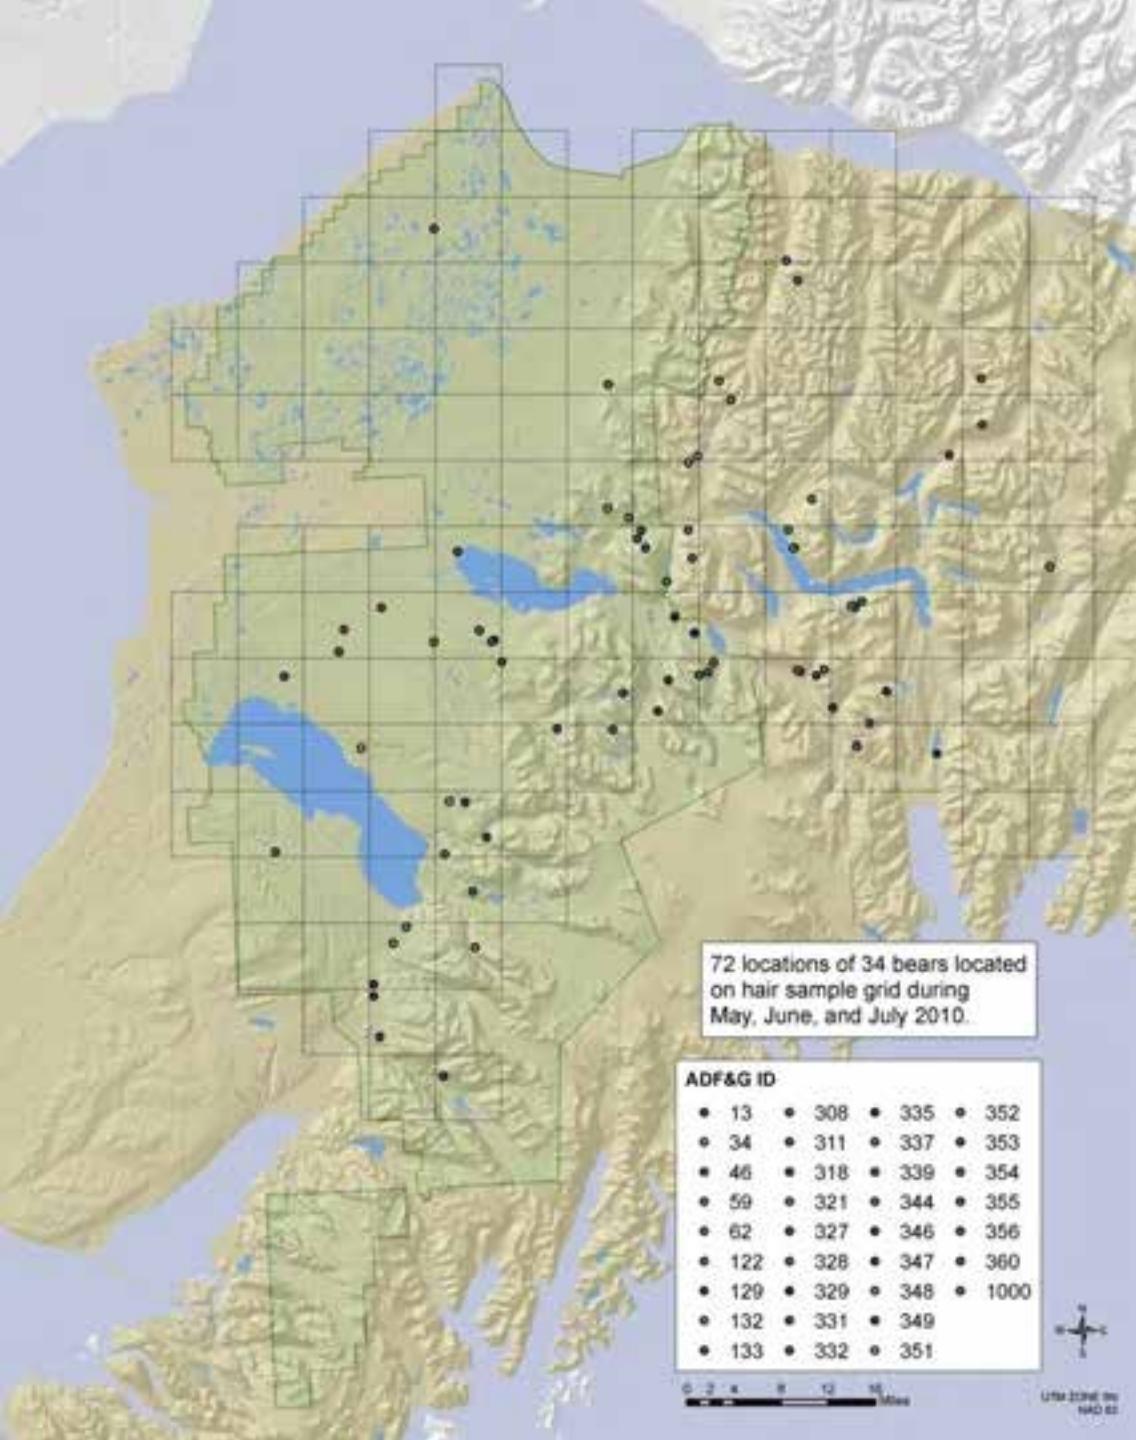 72 locations of 34 bears located
on hair sample grid during
May, June, and July 2010.
ADF&G ID
13 308 335 352
34 311 337 353
46 318 339 354
59 321 344 355
62 327 346 356
122 328 347 360
129 329 348 1000
132 331 349
133 332 351
0 2 4 8 12 16
Miles
N
W E
S
NAD 83